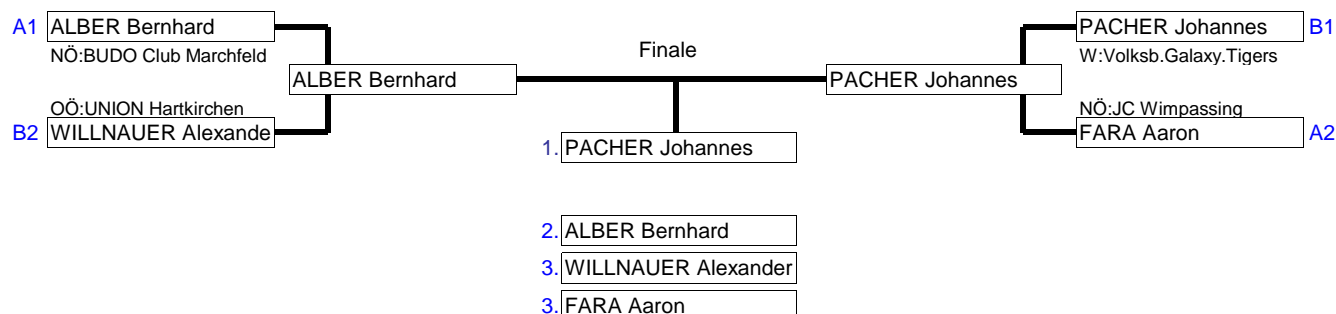 A1 ALBER Bernhard
NÖ:BUDO Club Marchfeld
ALBER Bernhard
OÖ:UNION Hartkirchen
B2 WILLNAUER Alexande
Finale
PACHER Johannes B1
W:Volksb.Galaxy.Tigers
PACHER Johannes
NÖ:JC Wimpassing
FARA Aaron A2
1. PACHER Johannes
2. ALBER Bernhard
3. WILLNAUER Alexander
3. FARA Aaron